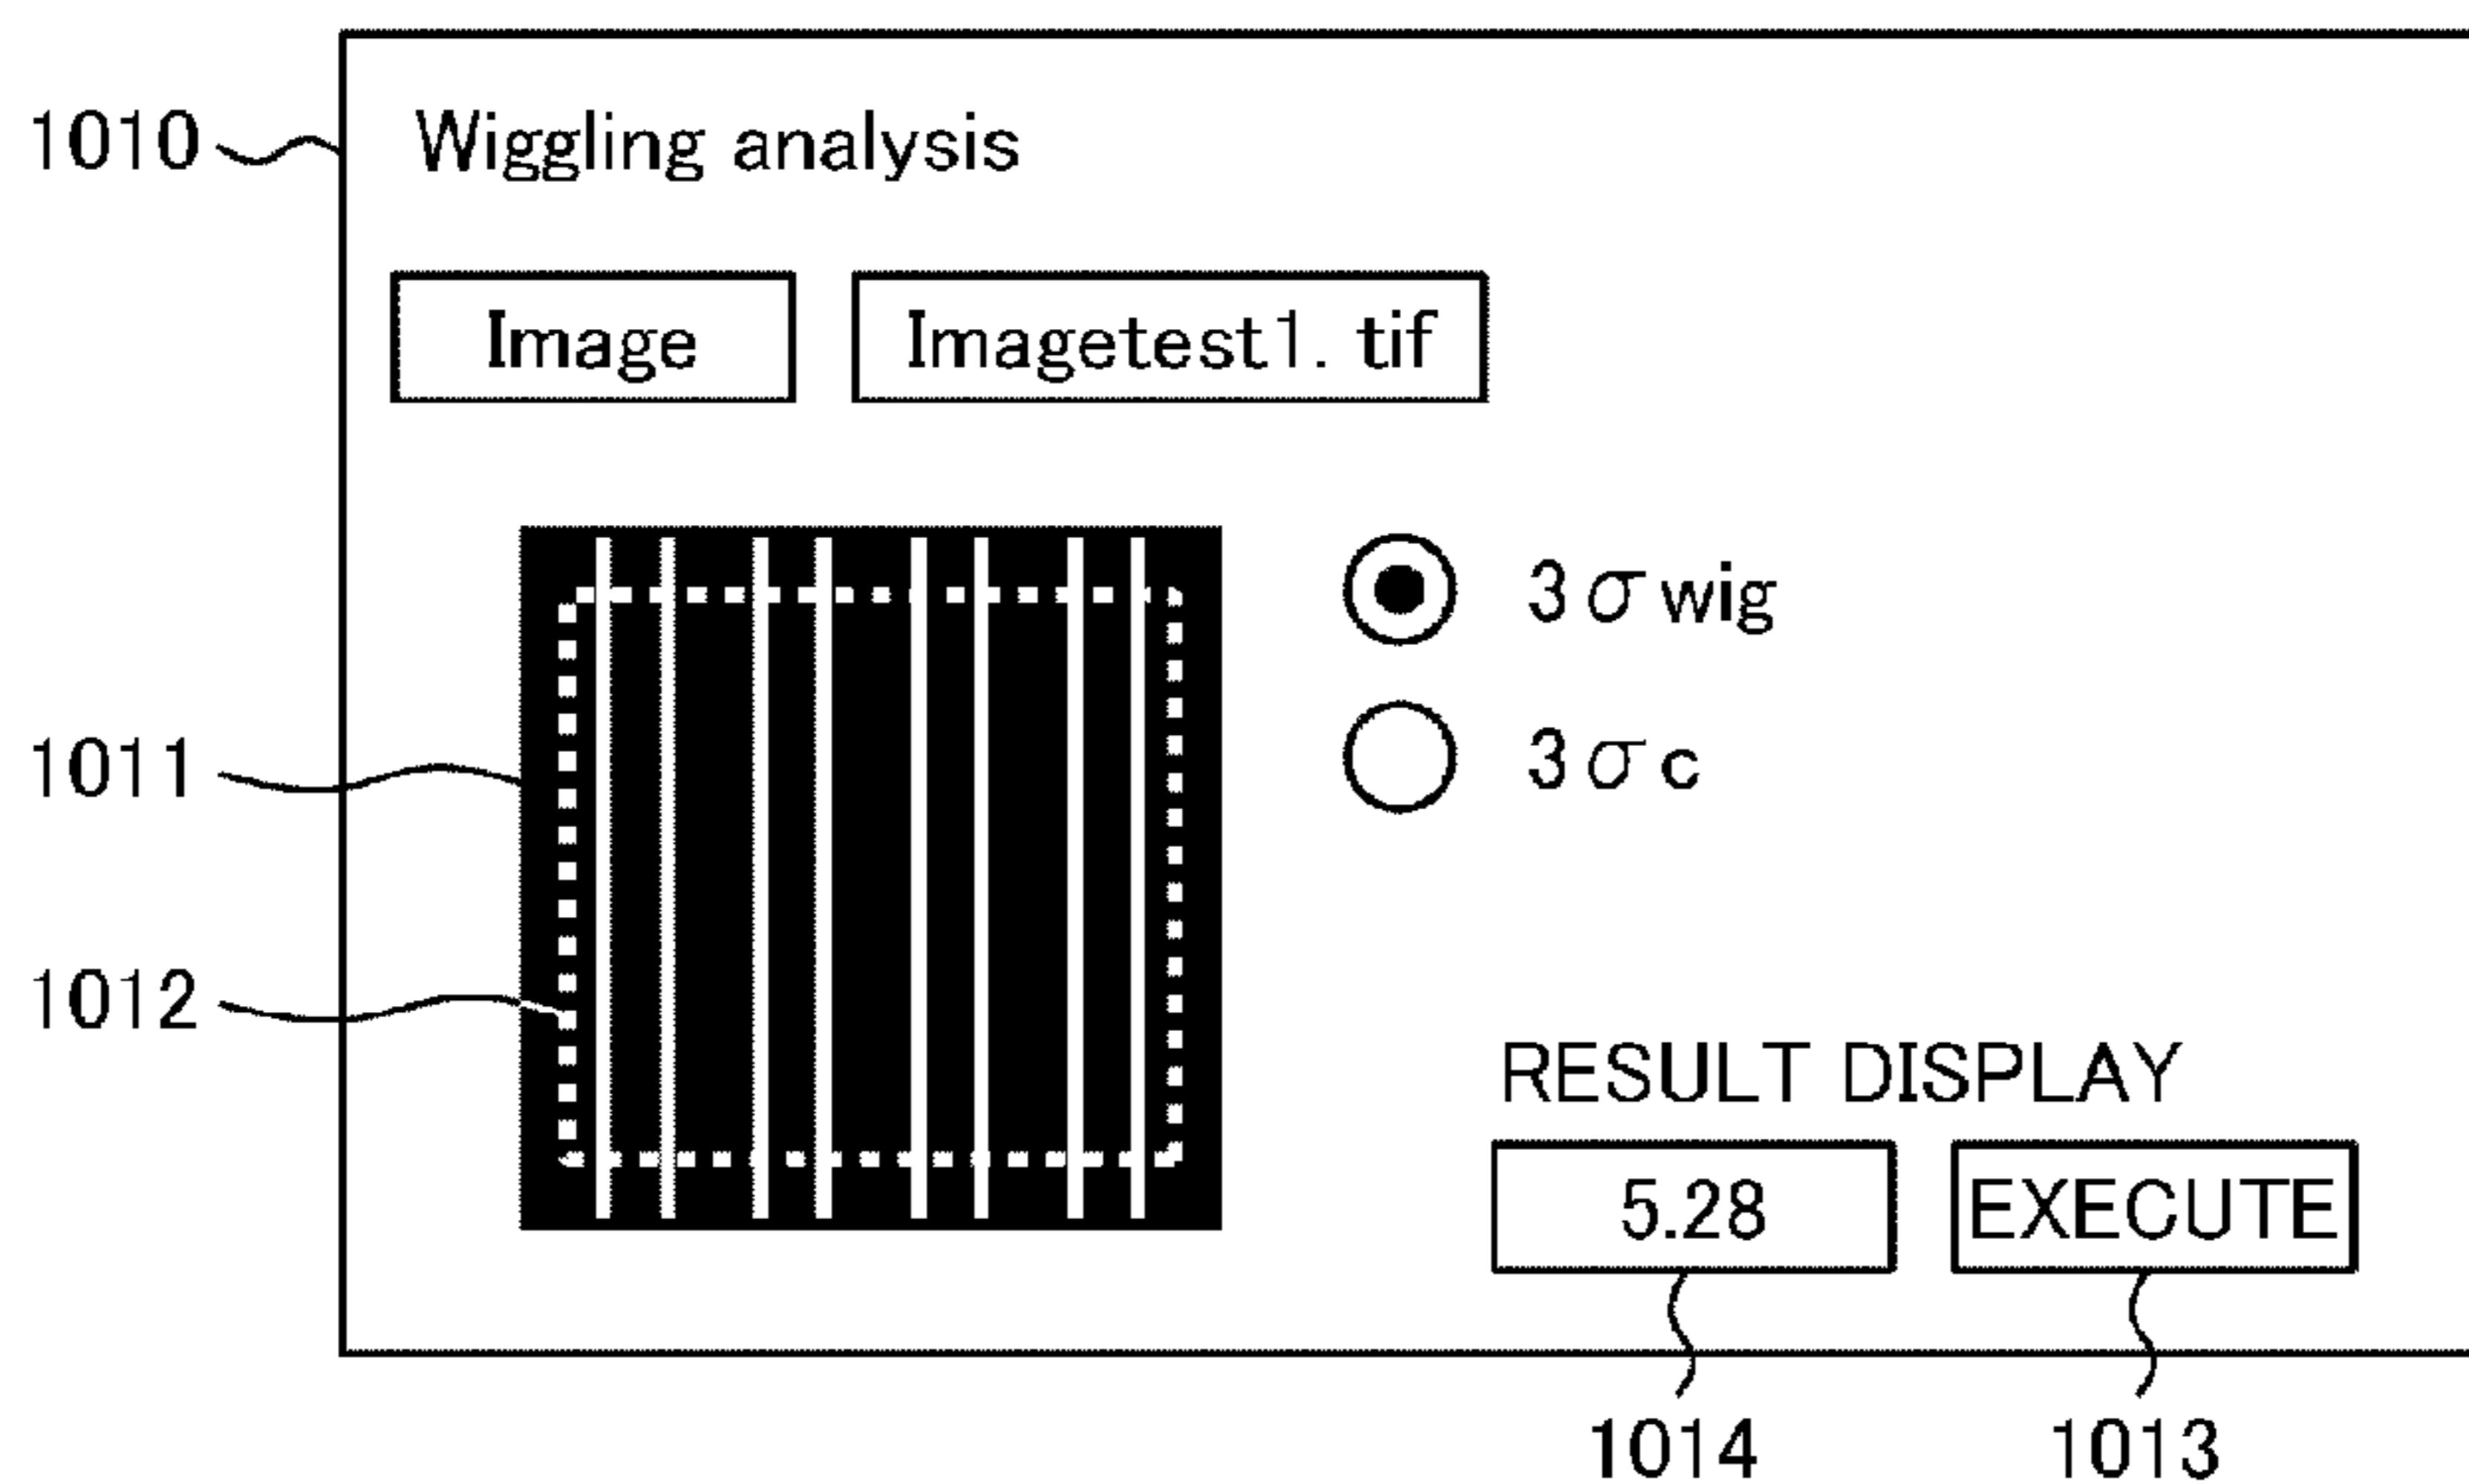 1010
Wiggling analysis
Image
Imagetest1. tif
3σwig
1011
3σc
1012
RESULT DISPLAY
5.28
EXECUTE
1014
1013